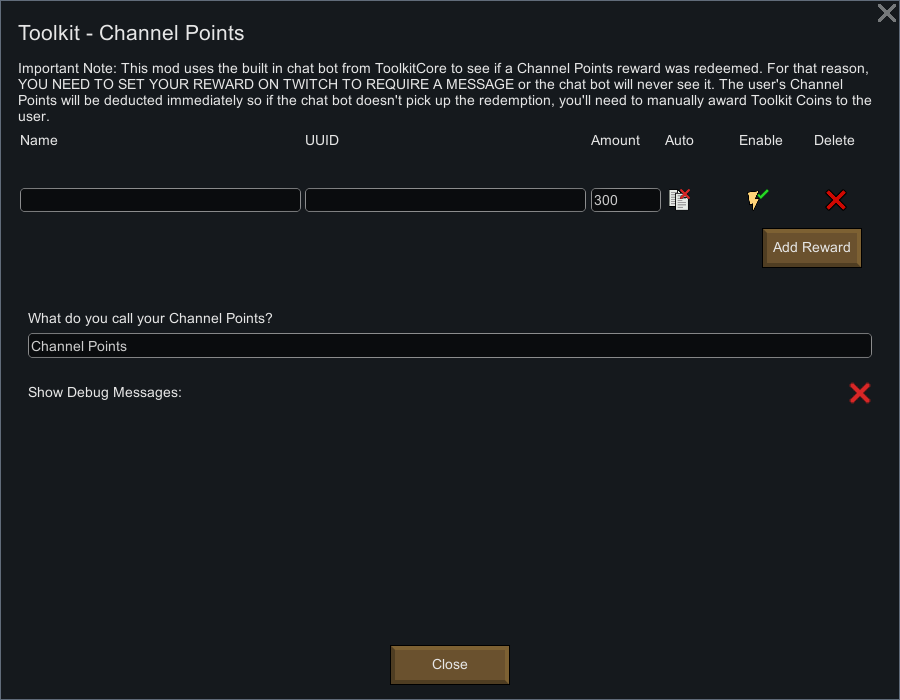 Toolkit - Channel Points
Important Note: This mod uses the built in chat bot from ToolkitCore to see if a Channel Points reward was redeemed. For that reason,
YOU NEED TO SET YOUR REWARD ON TWITCH TO REQUIRE A MESSAGE or the chat bot will never see it. The user's Channel
Points will be deducted immediately so if the chat bot doesn't pick up the redemption, you'll need to manually award Toolkit Coins to the
user.
Name UUID Amount Auto Enable Delete
300
Add Reward
What do you call your Channel Points?
Channel Points
Show Debug Messages:
Close